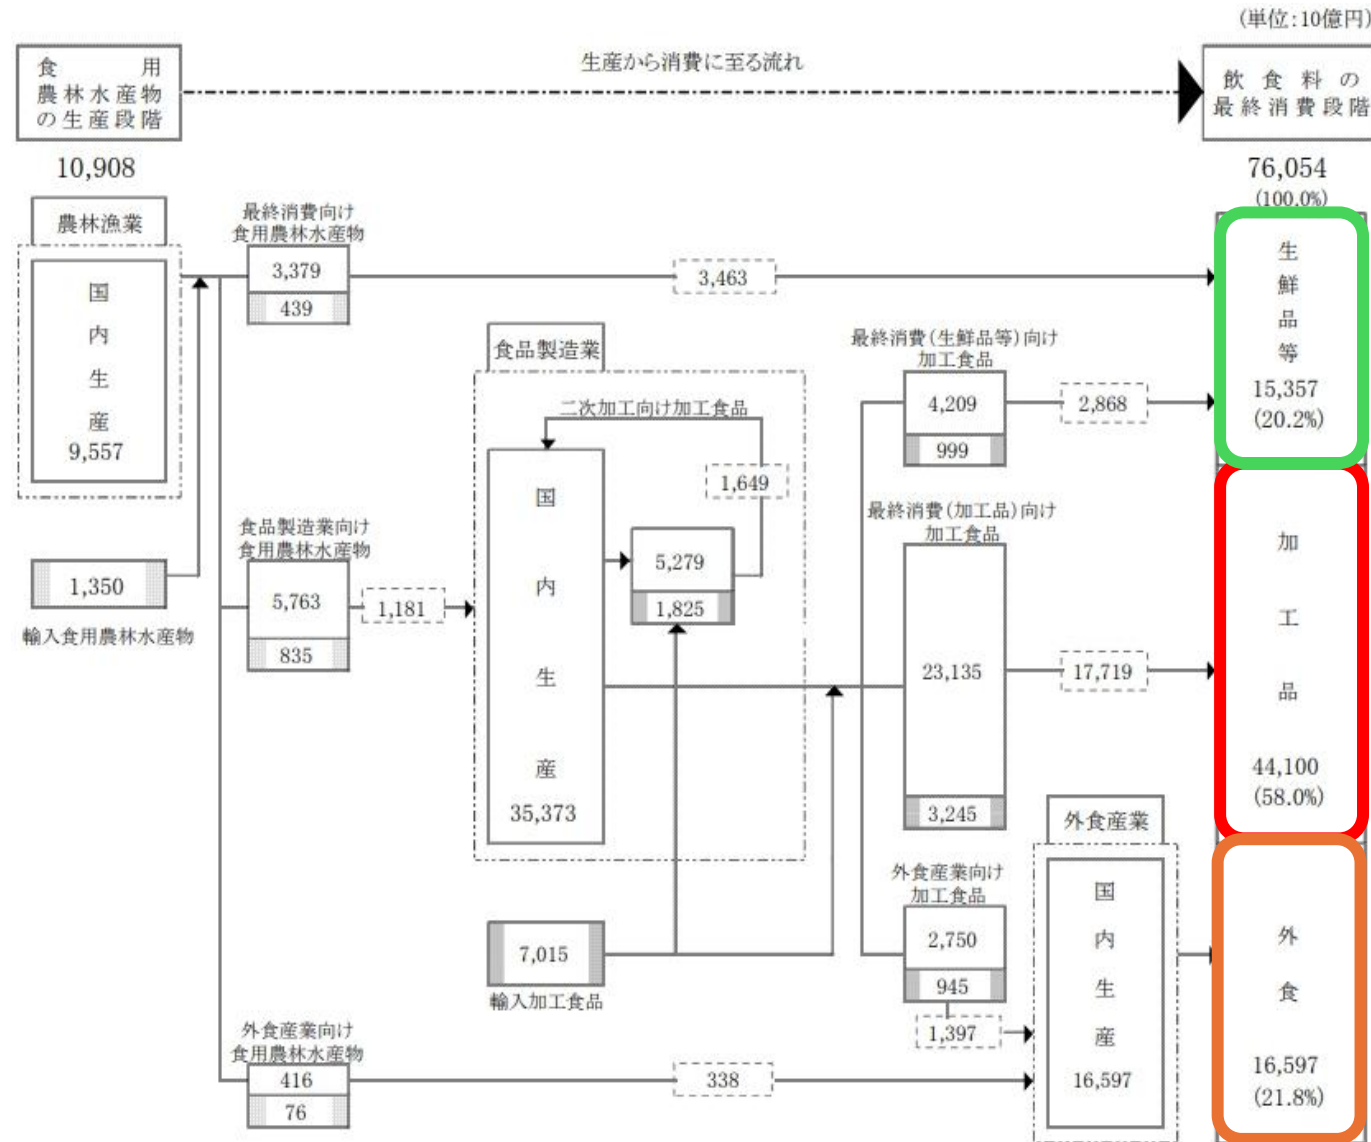 (単位:10億円)
生産から消費に至る流れ
食用
農林水産物
の生産段階
10,908
飲食料の
最終消費段階
76,054
(100.0%)
農林漁業
国内生産
9,557
1,350
輸入食用農林水産物
最終消費向け
食用農林水産物
3,379
439
3,463
食品製造業向け
食用農林水産物
5,763
835
1,181
外食産業向け
食用農林水産物
416
76
338
食品製造業
二次加工向け加工食品
国内生産
35,373
1,649
5,279
1,825
7,015
輸入加工食品
最終消費(生鮮品等)向け
加工食品
4,209
999
2,868
最終消費(加工品)向け
加工食品
23,135
3,245
17,719
外食産業向け
加工食品
2,750
945
1,397
外食産業
国内生産
16,597
生鮮品等
15,357
(20.2%)
加工品
44,100
(58.0%)
外食
16,597
(21.8%)